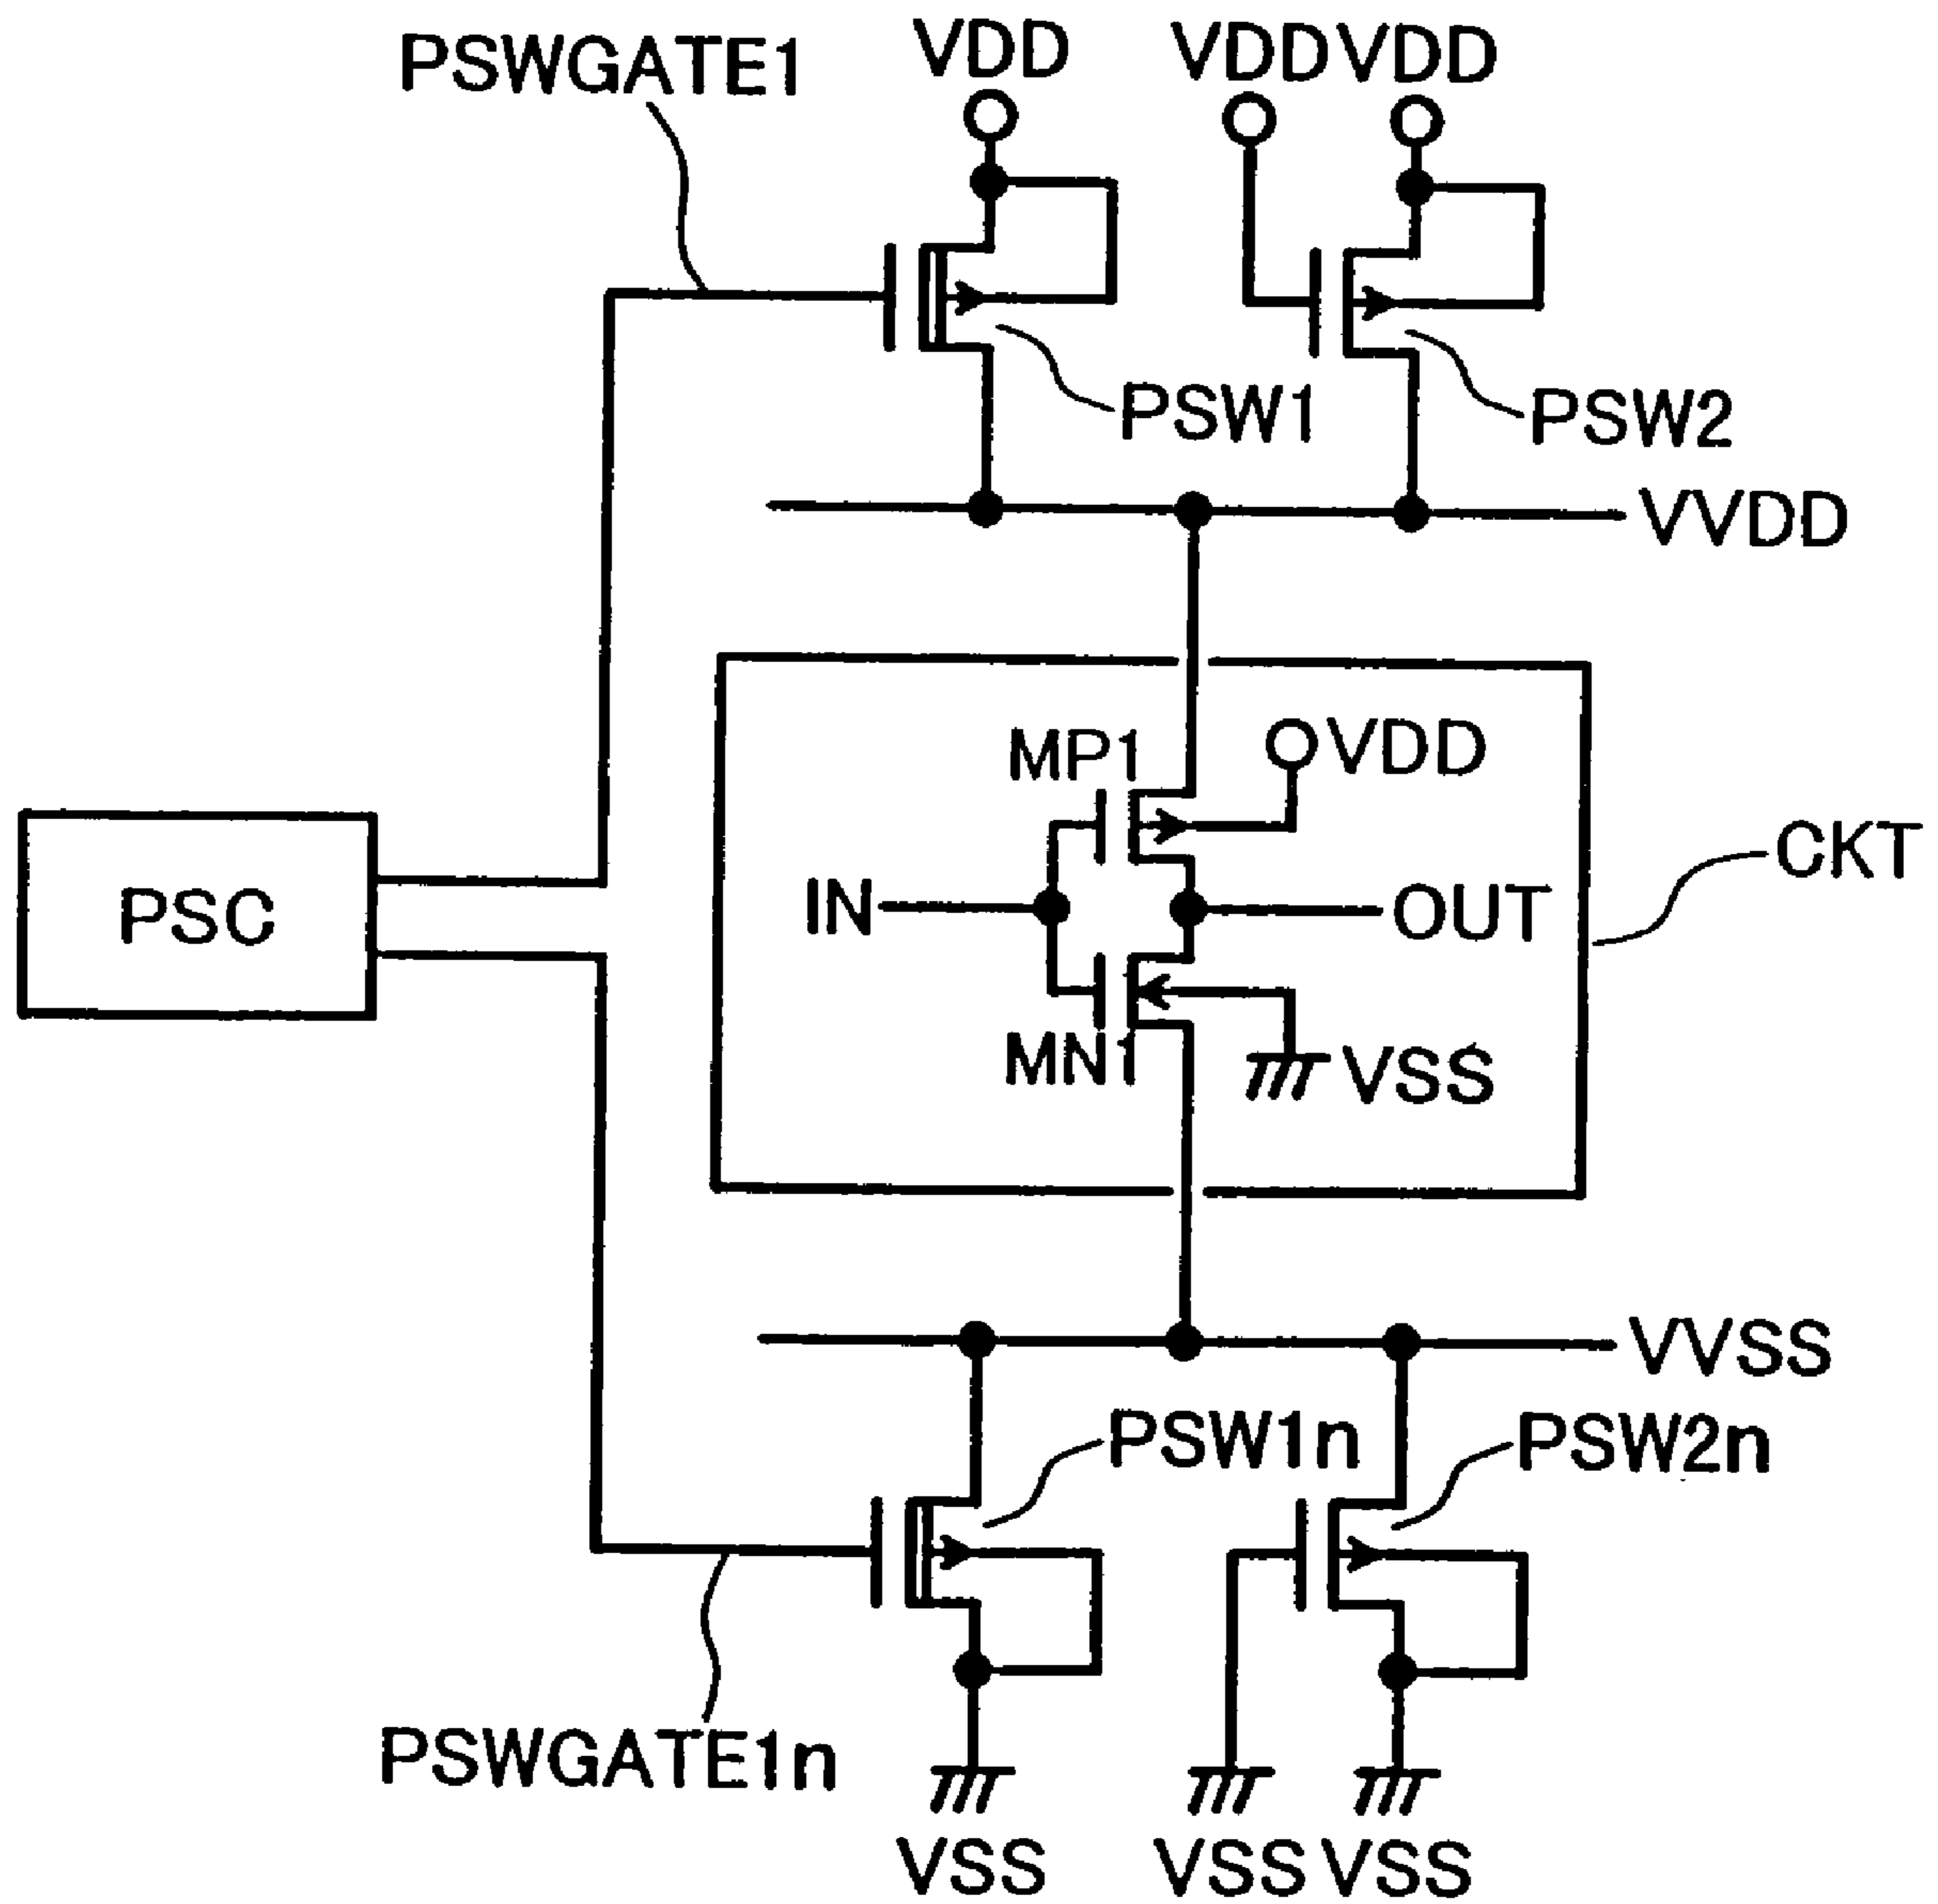 PSWGATE1
VDD
VDD
VDD
PSW1
PSW2
VVDD
MP1
VDD
CKT
PSC
IN
OUT
MN1
VSS
VVSS
PSW1n
PSW2n
PSWGATE1n
VSS
VSS
VSS